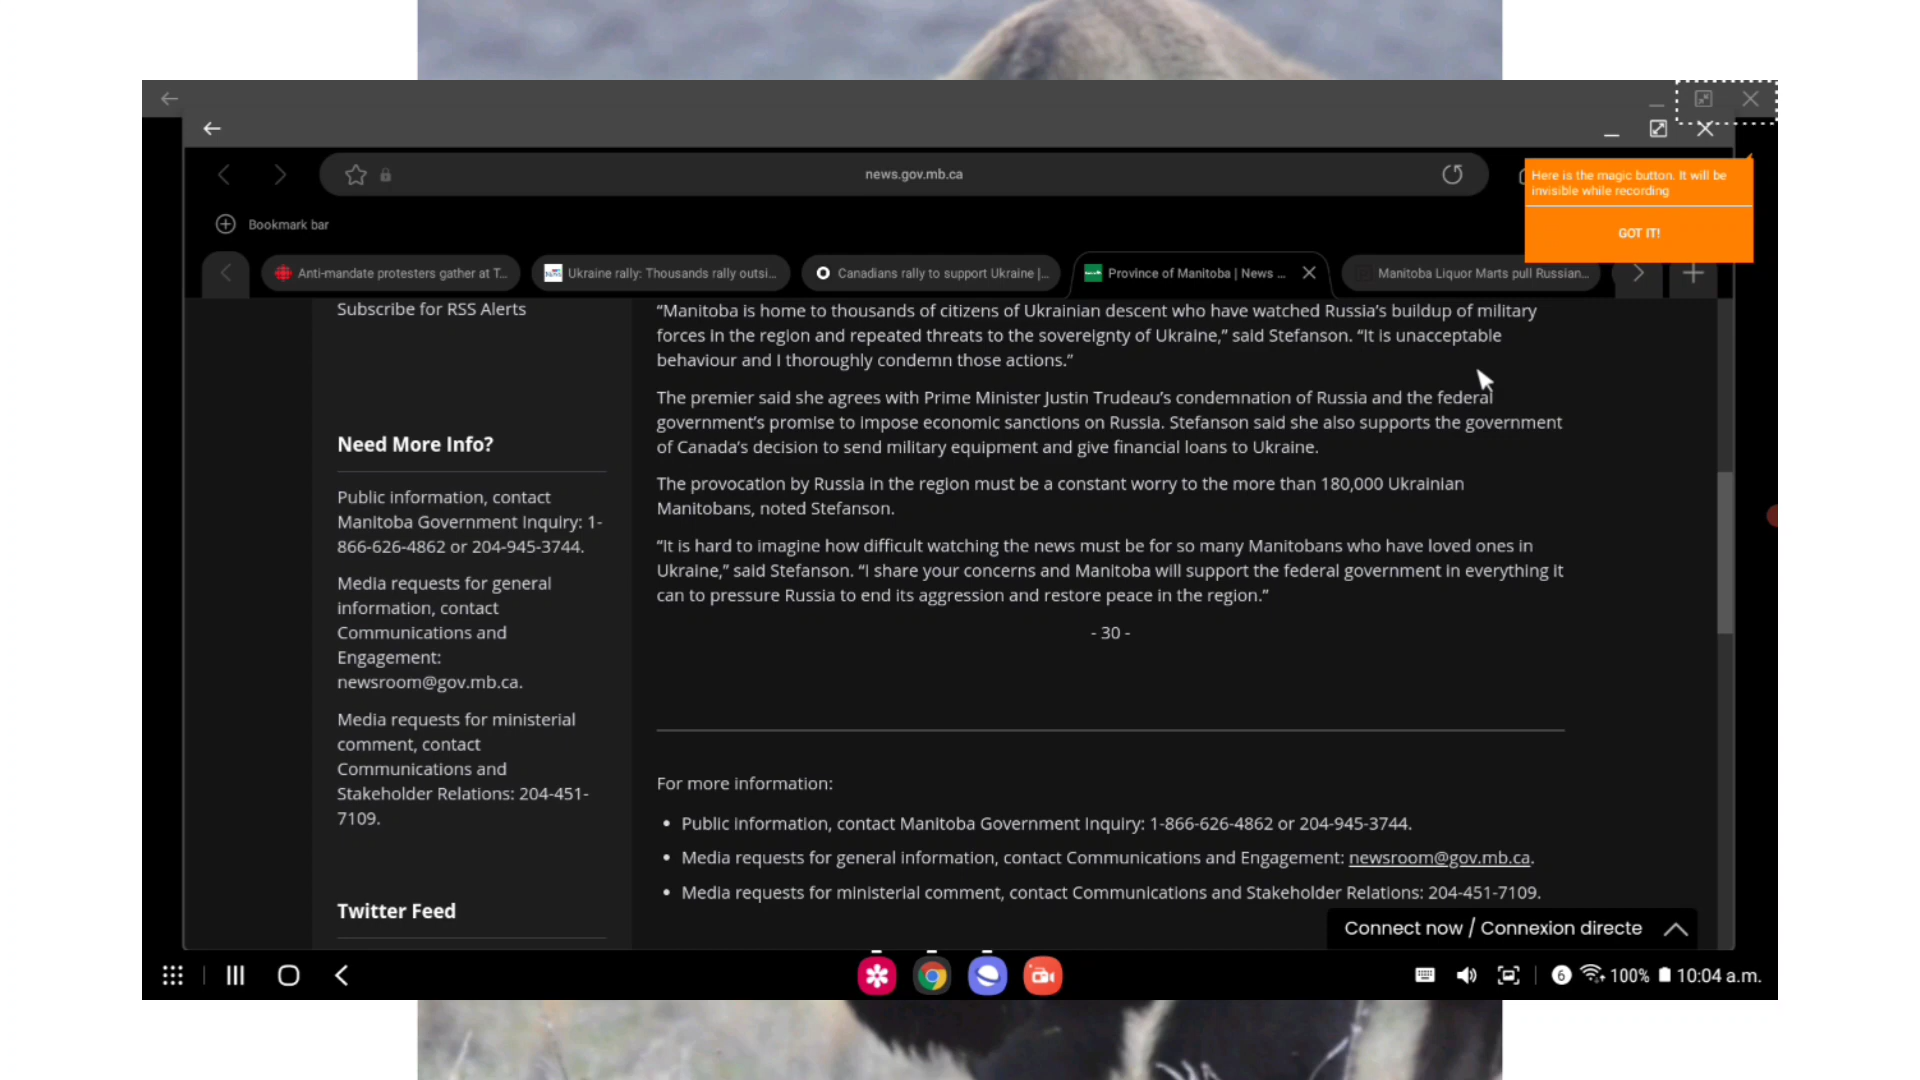 news.gov.mb.ca
Here is the magic button. It will be
invisible while recording
GOT IT!
Bookmark bar
Anti-mandate protesters gather at T...
Ukraine rally: Thousands rally outsi...
Canadians rally to support Ukraine |...
Province of Manitoba | News ...
Manitoba Liquor Marts pull Russian...
Subscribe for RSS Alerts
Need More Info?
Public information, contact
Manitoba Government Inquiry: 1-
866-626-4862 or 204-945-3744.
Media requests for general
information, contact
Communications and
Engagement:
newsroom@gov.mb.ca.
Media requests for ministerial
comment, contact
Communications and
Stakeholder Relations: 204-451-
7109.
Twitter Feed
“Manitoba is home to thousands of citizens of Ukrainian descent who have watched Russia’s buildup of military
forces in the region and repeated threats to the sovereignty of Ukraine,” said Stefanson. “It is unacceptable
behaviour and I thoroughly condemn those actions.”
The premier said she agrees with Prime Minister Justin Trudeau’s condemnation of Russia and the federal
government’s promise to impose economic sanctions on Russia. Stefanson said she also supports the government
of Canada’s decision to send military equipment and give financial loans to Ukraine.
The provocation by Russia in the region must be a constant worry to the more than 180,000 Ukrainian
Manitobans, noted Stefanson.
“It is hard to imagine how difficult watching the news must be for so many Manitobans who have loved ones in
Ukraine,” said Stefanson. “I share your concerns and Manitoba will support the federal government in everything it
can to pressure Russia to end its aggression and restore peace in the region.”
- 30 -
For more information:
• Public information, contact Manitoba Government Inquiry: 1-866-626-4862 or 204-945-3744.
• Media requests for general information, contact Communications and Engagement: newsroom@gov.mb.ca.
• Media requests for ministerial comment, contact Communications and Stakeholder Relations: 204-451-7109.
Connect now / Connexion directe
6 100% 10:04 a.m.